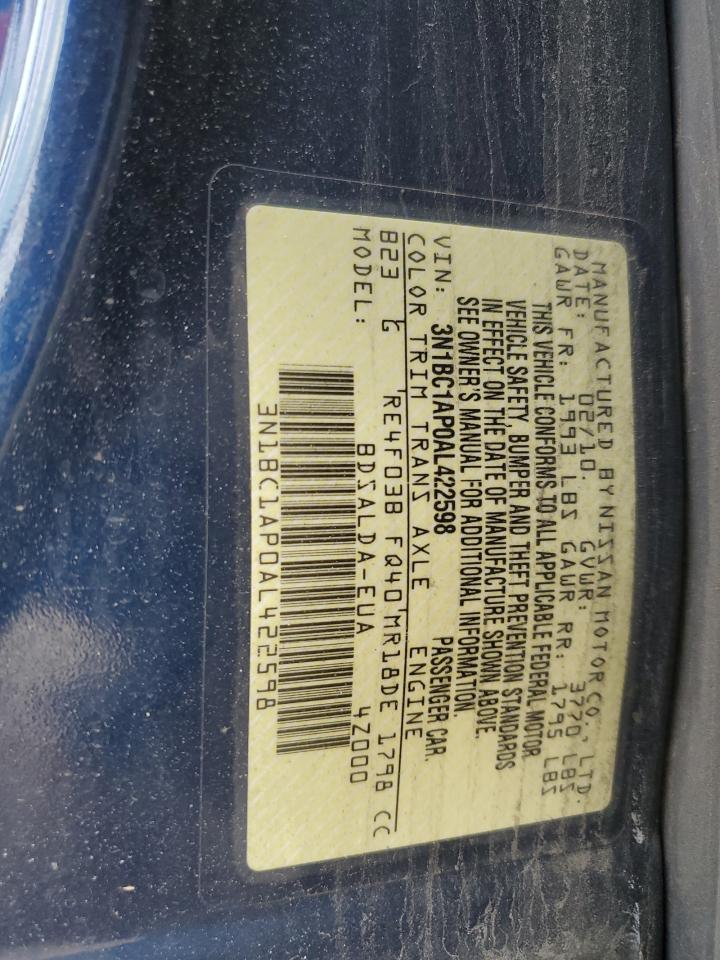 MANUFACTURED BY NISSAN MOTOR CO., LTD.
DATE: 02/10. GVWR: 3770 LBS
GAWR FR: 1993 LBS GAWR RR: 1795 LBS
THIS VEHICLE CONFORMS TO ALL APPLICABLE FEDERAL MOTOR
VEHICLE SAFETY, BUMPER AND THEFT PREVENTION STANDARDS
IN EFFECT ON THE DATE OF MANUFACTURE SHOWN ABOVE.
SEE OWNER'S MANUAL FOR ADDITIONAL INFORMATION.
VIN: 3N1BC1AP0AL422598 PASSENGER CAR.
COLOR TRIM TRANS AXLE ENGINE
B23 G RE4F03B FQ40 MR18DE 1798 CC
MODEL: BDSALDA-EUA 4Z000
3N1BC1AP0AL422598